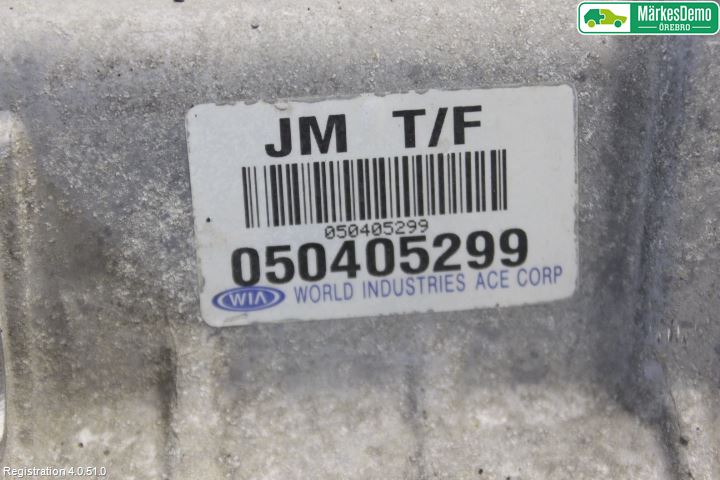 MärkesDemo
ÖREBRO
JM T/F
050405299
050405299
WIA WORLD INDUSTRIES ACE CORP
Registration 4.0.51.0